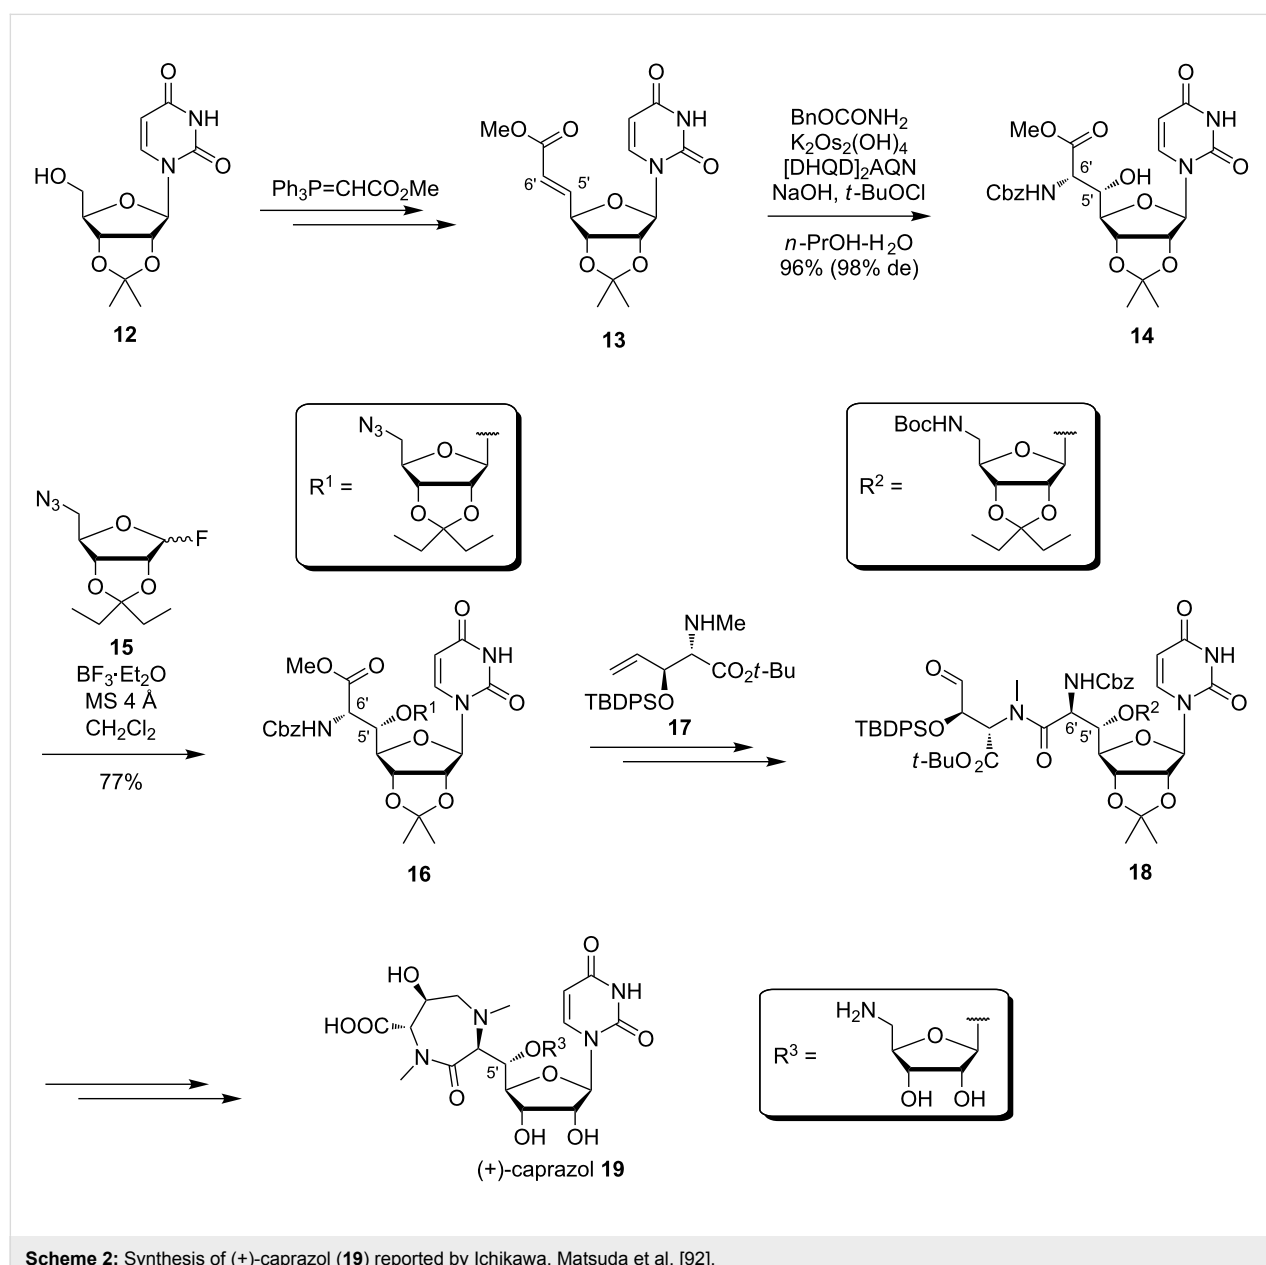 O
NH
N
O
HO
O
O
O
12
Ph₃P=CHCO₂Me
MeO
O
6'
5'
O
NH
N
O
O
O
O
13
BnOCONH₂
K₂Os₂(OH)₄
[DHQD]₂AQN
NaOH, t-BuOCl
n-PrOH-H₂O
96% (98% de)
O
NH
N
O
MeO
O
6'
CbzHN
OH
5'
O
O
O
14
N₃
O
F
O
O
15
BF₃·Et₂O
MS 4 Å
CH₂Cl₂
77%
R¹ =
N₃
O
O
O
R² =
BocHN
O
O
O
O
NH
N
O
MeO
O
6'
CbzHN
OR¹
5'
O
O
O
16
NHMe
CO₂t-Bu
TBDPSO
17
O
NH
N
O
O
TBDPSO
N
NHCbz
6'
5'
OR²
t-BuO₂C
O
O
O
O
18
O
NH
N
O
HO
HOOC
N
N
O
OR³
5'
O
OH
OH
(+)-caprazol 19
R³ =
H₂N
O
OH
OH
Scheme 2: Synthesis of (+)-caprazol (19) reported by Ichikawa, Matsuda et al. [92].